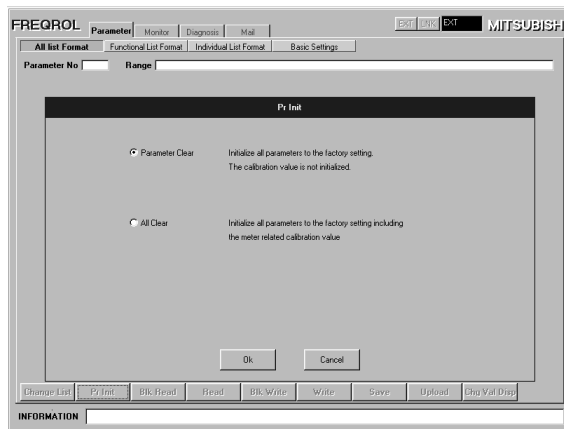 FREQROL Parameter Monitor Diagnosis Mail EXT LNK EXT MITSUBISH
All list Format Functional List Format Individual List Format Basic Settings
Parameter No Range
Pr Init
Parameter Clear Initialize all parameters to the factory setting.
The calibration value is not initialized.
All Clear Initialize all parameters to the factory setting including
the meter related calibration value
Ok Cancel
Change List Pr Init Blk Read Read Blk Write Write Save Upload Chg Val Disp
INFORMATION